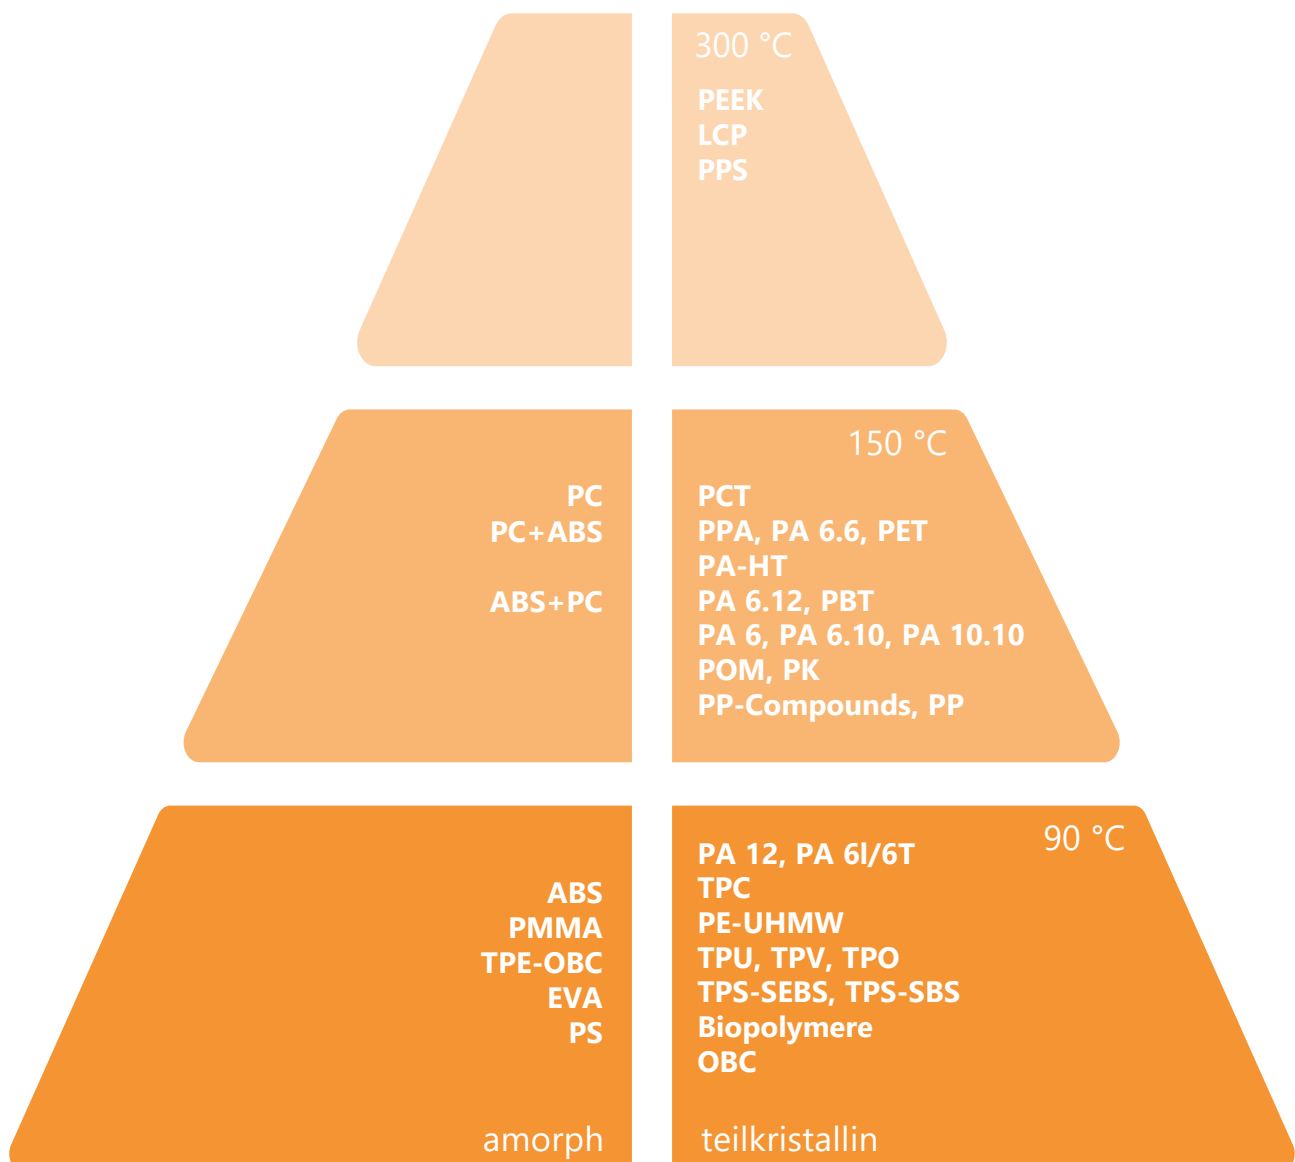 300 °C
PEEK
LCP
PPS
150 °C
PC
PC+ABS
ABS+PC
PCT
PPA, PA 6.6, PET
PA-HT
PA 6.12, PBT
PA 6, PA 6.10, PA 10.10
POM, PK
PP-Compounds, PP
90 °C
ABS
PMMA
TPE-OBC
EVA
PS
PA 12, PA 6l/6T
TPC
PE-UHMW
TPU, TPV, TPO
TPS-SEBS, TPS-SBS
Biopolymere
OBC
amorph
teilkristallin